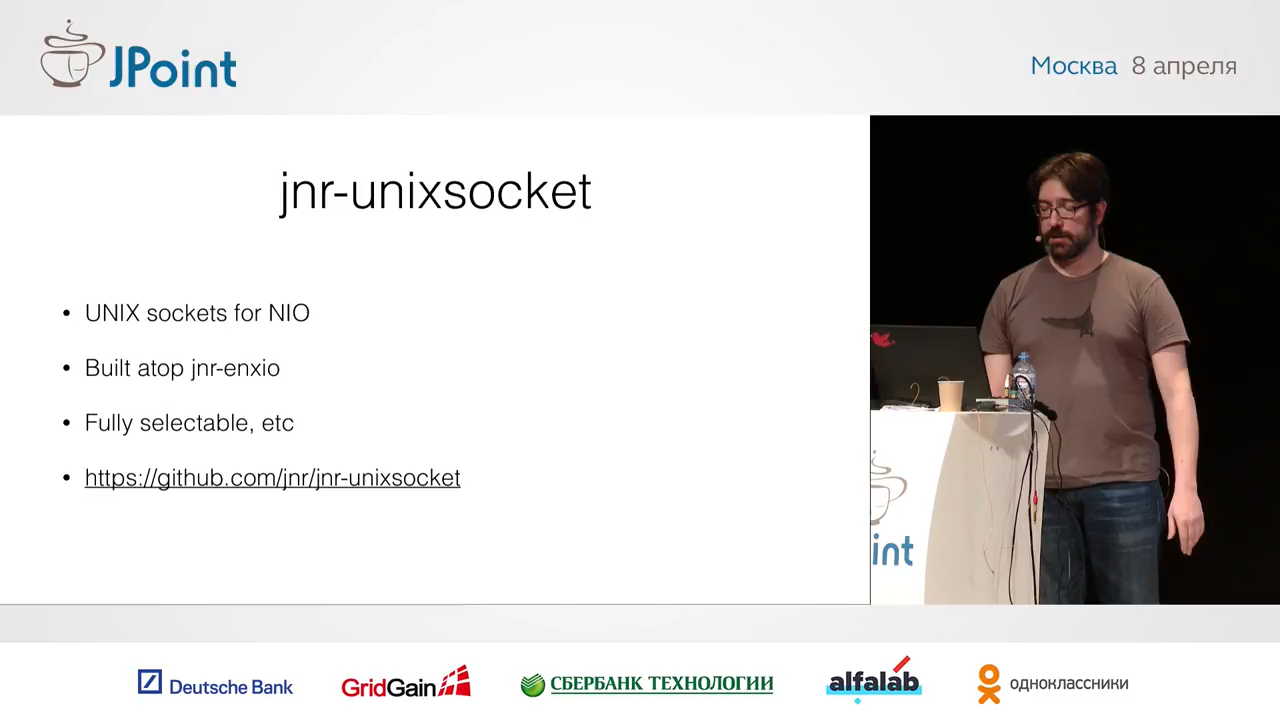 JPoint
Москва 8 апреля
jnr-unixsocket
• UNIX sockets for NIO
• Built atop jnr-enxio
• Fully selectable, etc
• https://github.com/jnr/jnr-unixsocket
int
Deutsche Bank
GridGain
СБЕРБАНК ТЕХНОЛОГИИ
alfalab
одноклассники